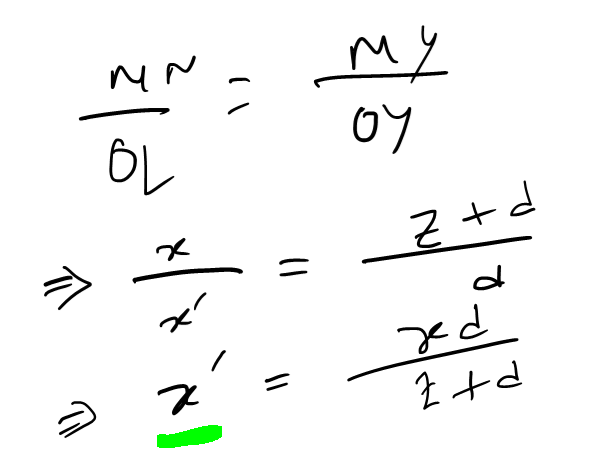 MN/OL = MY/OY
⇒ x/x' = z+d/d
⇒ x' = xd/z+d